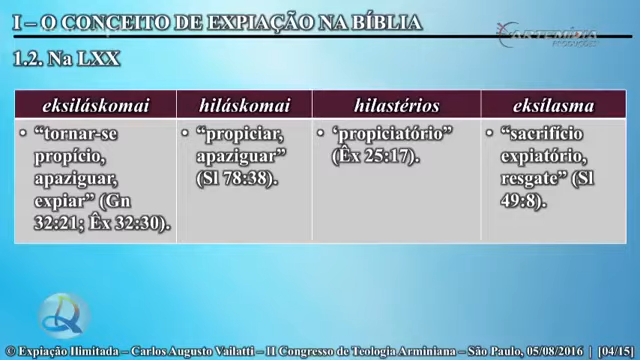 I – O CONCEITO DE EXPIAÇÃO NA BÍBLIA
ARTEMÍDIA
PRODUÇÕES
1.2. Na LXX
eksiláskomai
hiláskomai
hilastérios
eksílasma
• “tornar-se
propício,
apaziguar,
expiar” (Gn
32:21; Êx 32:30).
• “propiciar,
apaziguar”
(Sl 78:38).
• ‘propiciatório”
(Êx 25:17).
• “sacrifício
expiatório,
resgate” (Sl
49:8).
© Expiação Ilimitada – Carlos Augusto Vailatti – II Congresso de Teologia Arminiana – São Paulo, 05/08/2016 | [04/15]